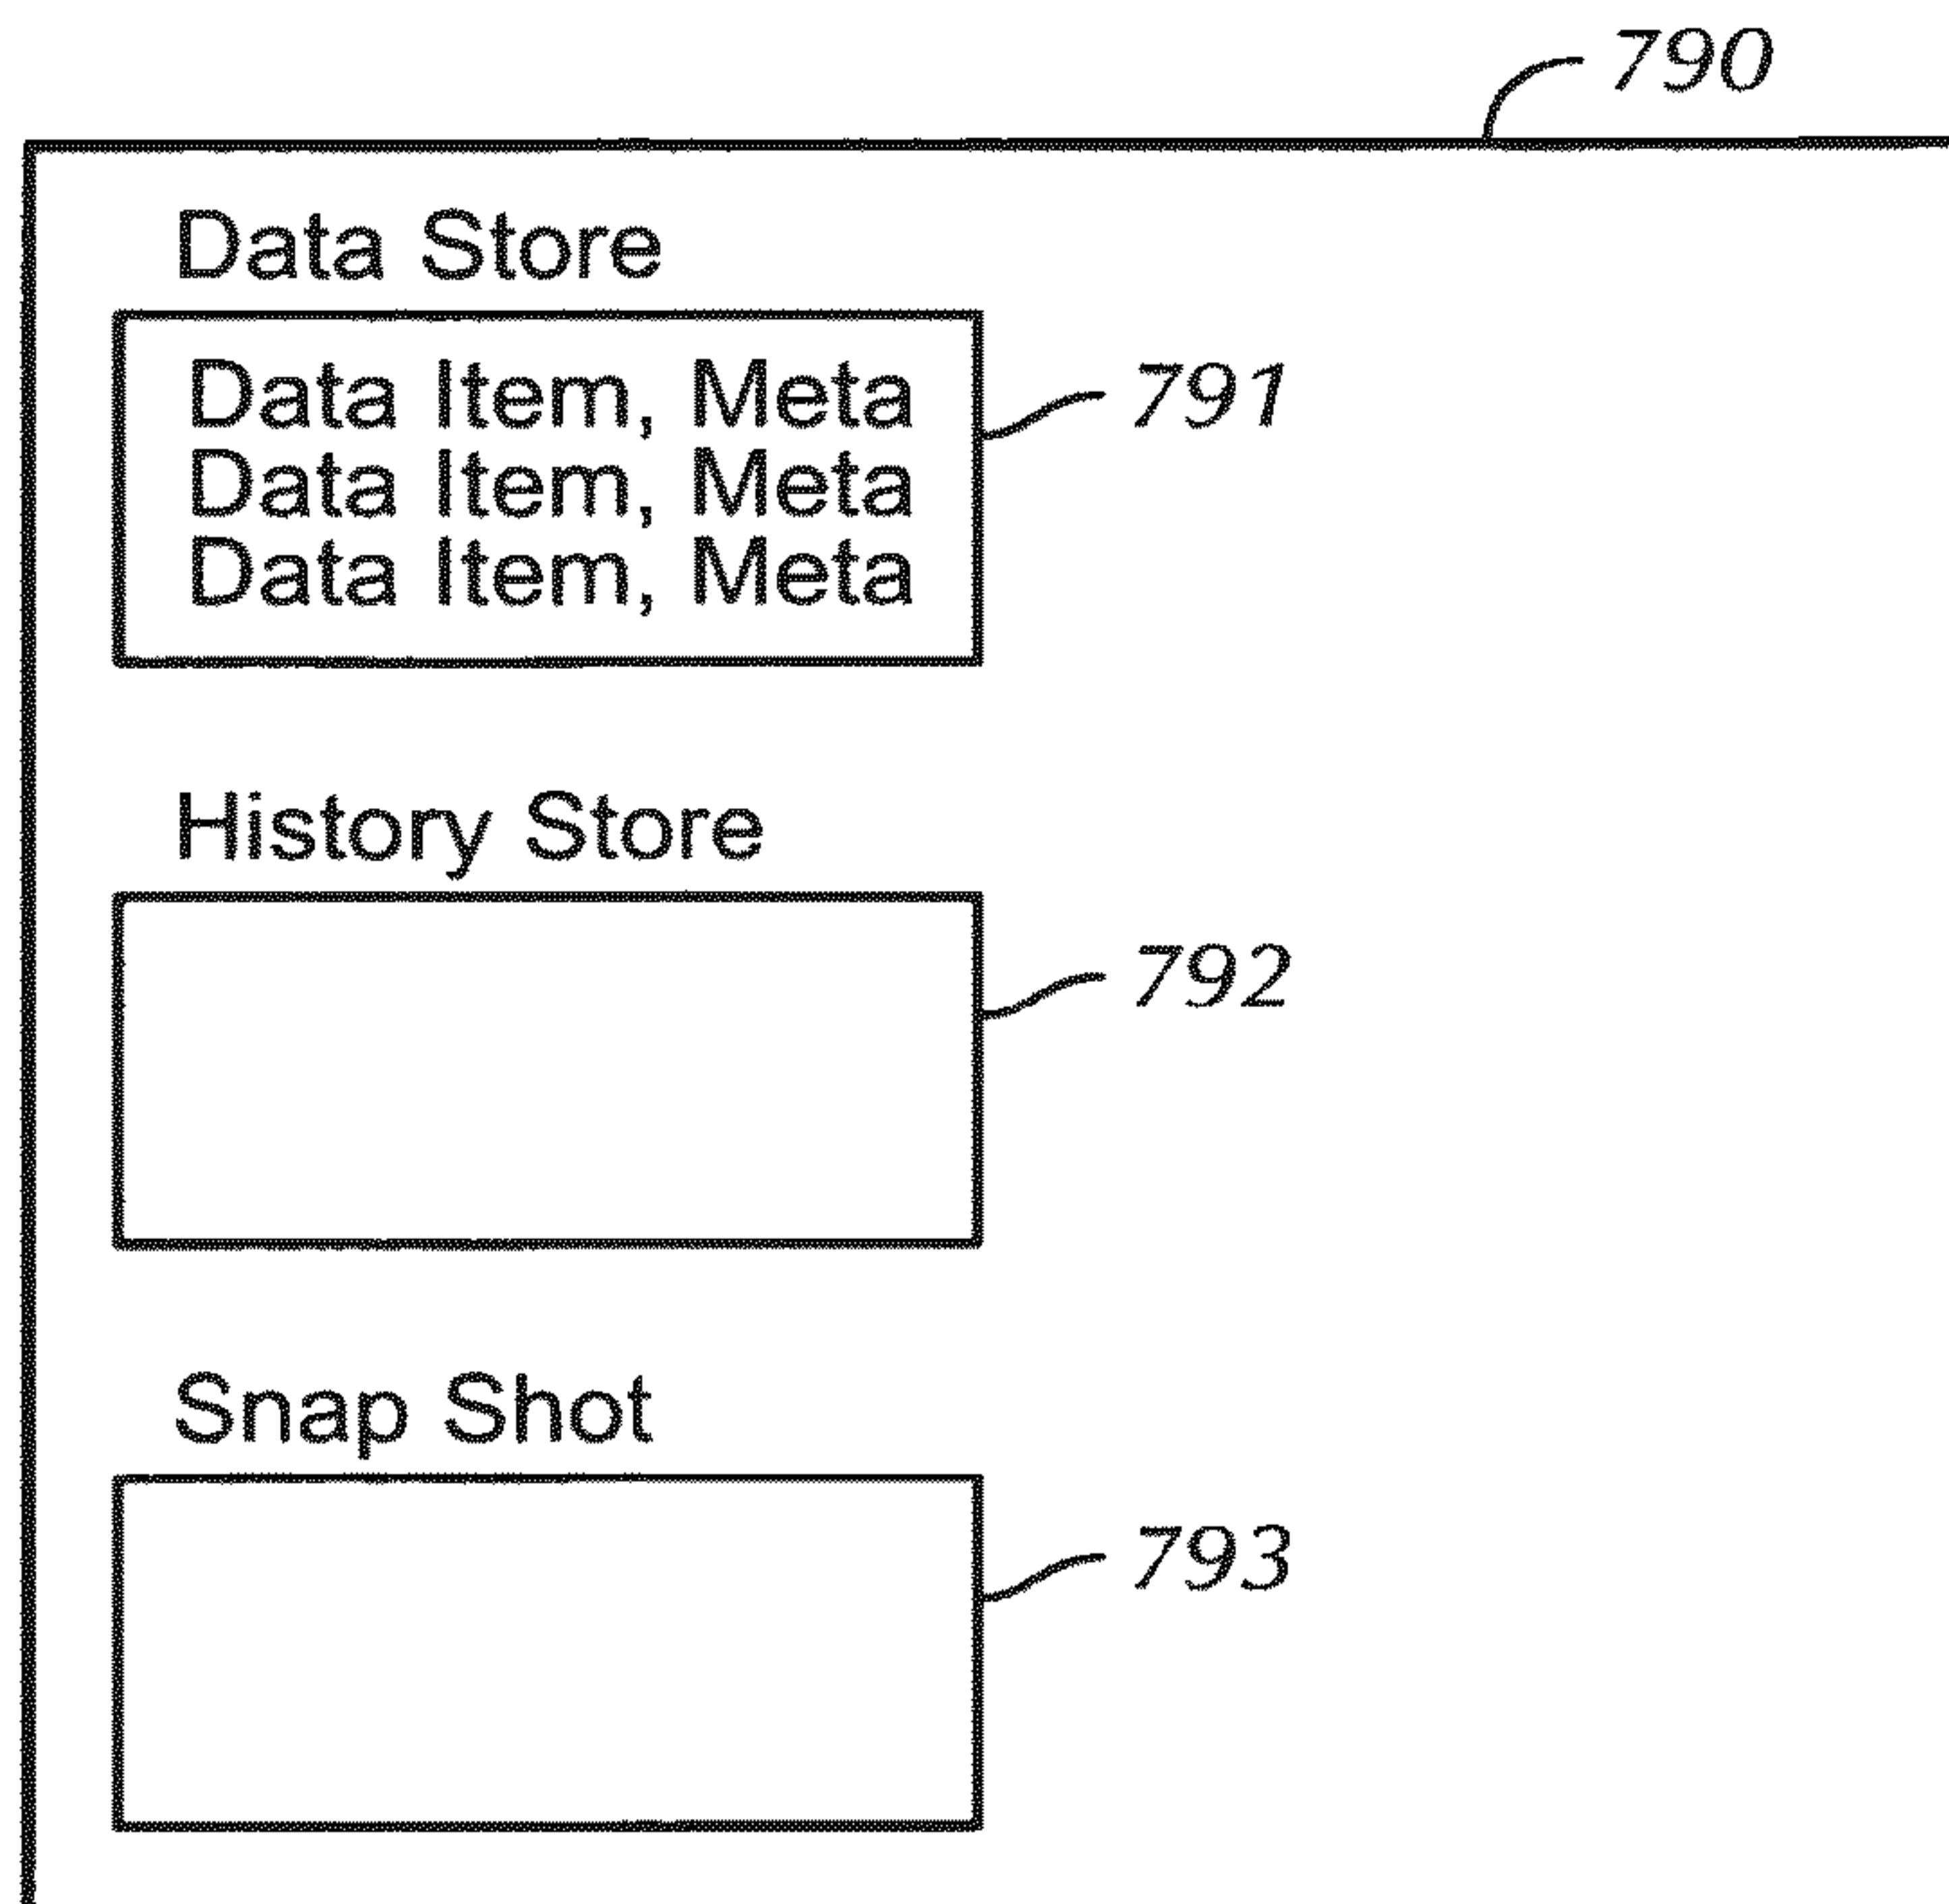 790
Data Store
Data Item, Meta
791
Data Item, Meta
Data Item, Meta
History Store
792
Snap Shot
793